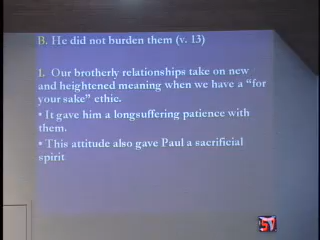 B. He did not burden them (v. 13)
1. Our brotherly relationships take on new
and heightened meaning when we have a “for
your sake” ethic.
• It gave him a longsuffering patience with
them.
• This attitude also gave Paul a sacrificial
spirit